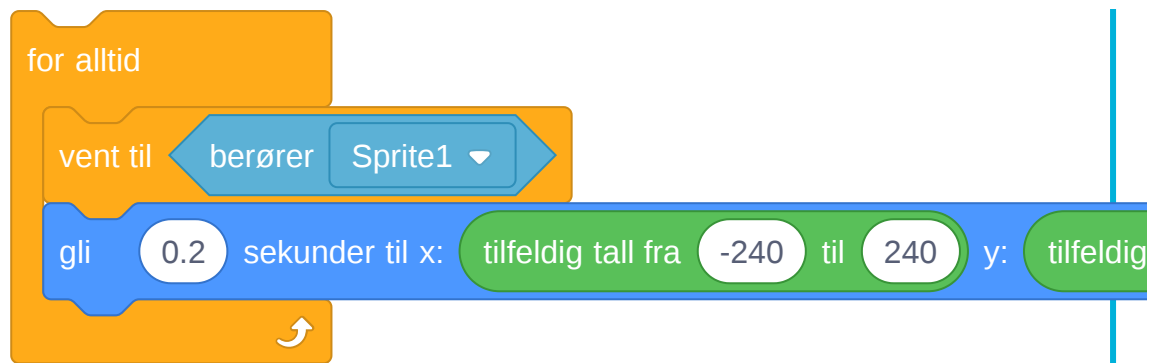 for alltid
vent til berører Sprite1
gli 0.2 sekunder til x: tilfeldig tall fra -240 til 240 y: tilfeldig